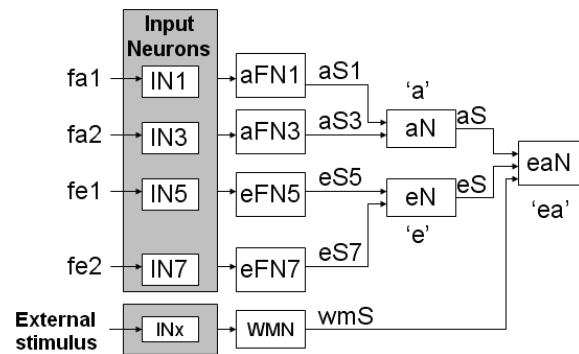 Input
Neurons
fa1 IN1 aFN1 aS1 'a'
fa2 IN3 aFN3 aS3 aN aS
eaN
fe1 IN5 eFN5 eS5 eN eS
'ea'
'e'
fe2 IN7 eFN7 eS7
External
stimulus INx WMN wmS